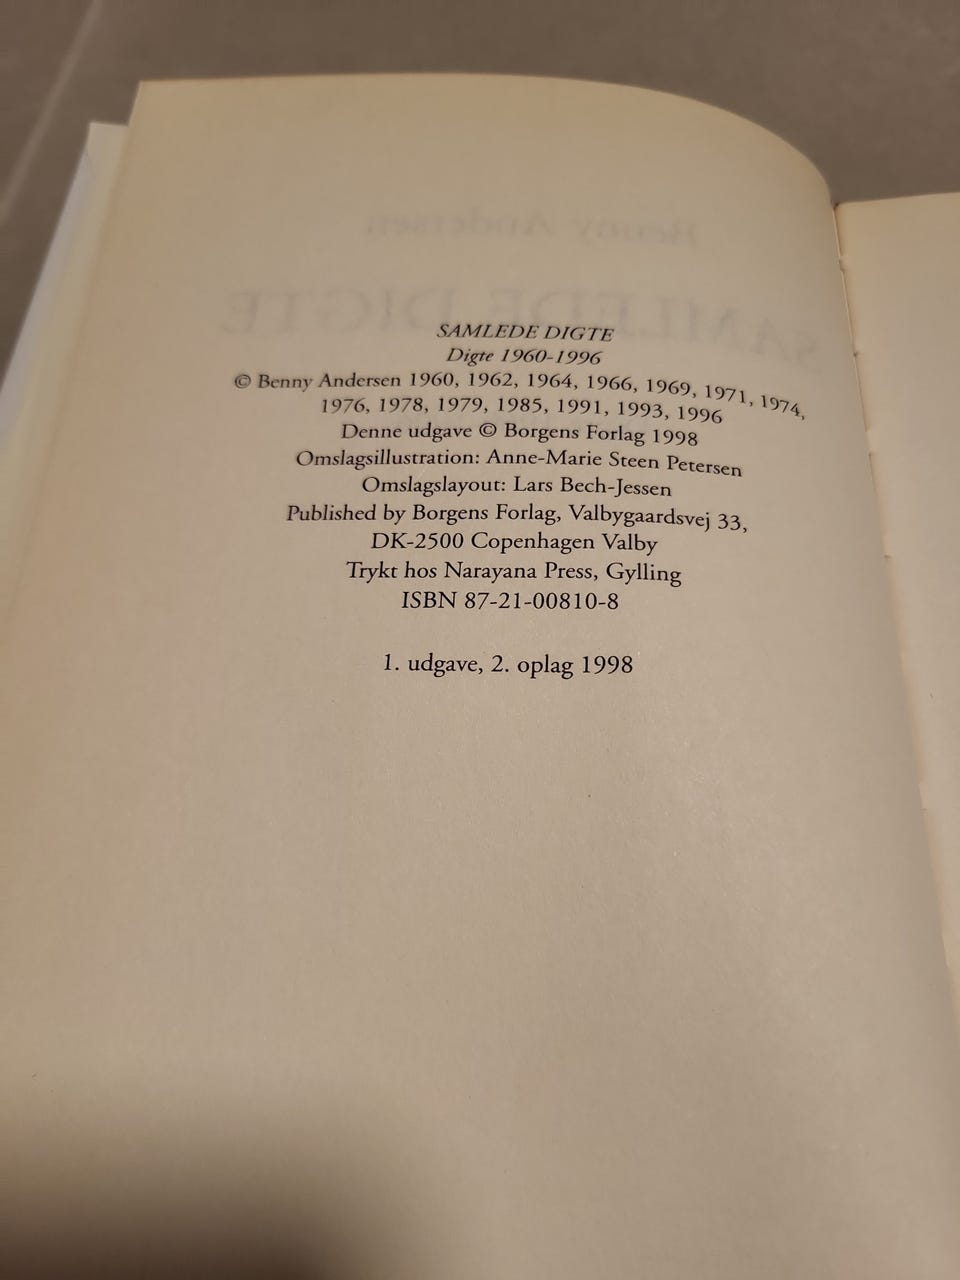 SAMLEDE DIGTE
Digte 1960-1996
© Benny Andersen 1960, 1962, 1964, 1966, 1969, 1971, 1974,
1976, 1978, 1979, 1985, 1991, 1993, 1996
Denne udgave © Borgens Forlag 1998
Omslagsillustration: Anne-Marie Steen Petersen
Omslagslayout: Lars Bech-Jessen
Published by Borgens Forlag, Valbygaardsvej 33,
DK-2500 Copenhagen Valby
Trykt hos Narayana Press, Gylling
ISBN 87-21-00810-8
1. udgave, 2. oplag 1998